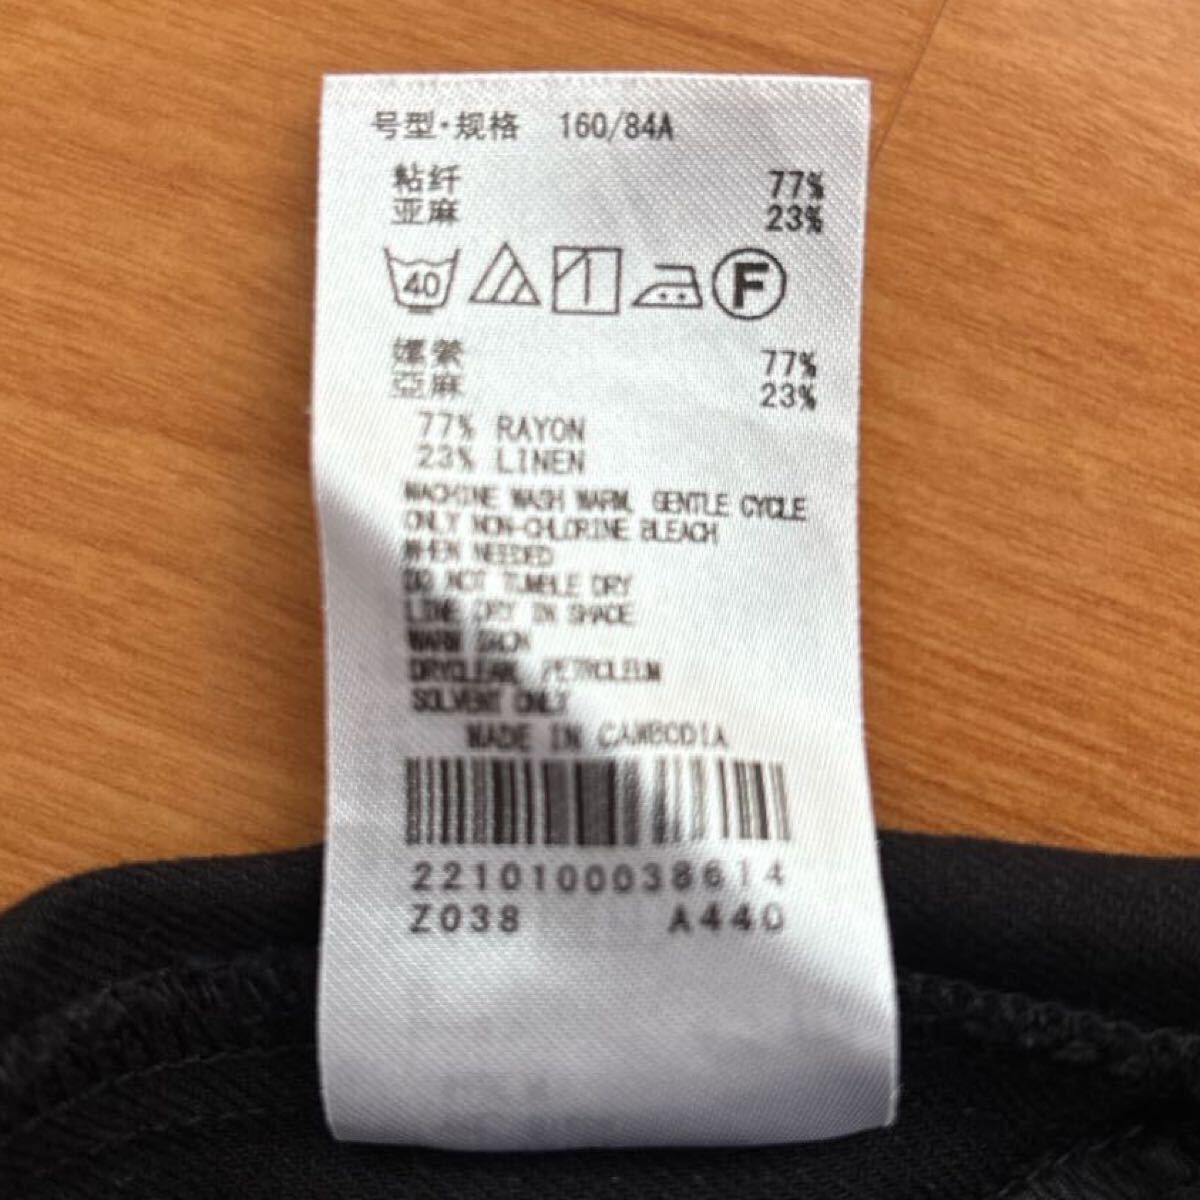 号型·规格 160/84A
粘纤 77%
亚麻 23%
40 F
嫘縈 77%
亞麻 23%
77% RAYON
23% LINEN
MACHINE WASH WARM, GENTLE CYCLE
ONLY NON-CHLORINE BLEACH
WHEN NEEDED
DO NOT TUMBLE DRY
LINE DRY IN SHADE
WARM IRON
DRYCLEAN, PETROLEUM
SOLVENT ONLY
MADE IN CAMBODIA
2210100038614
Z038 A440